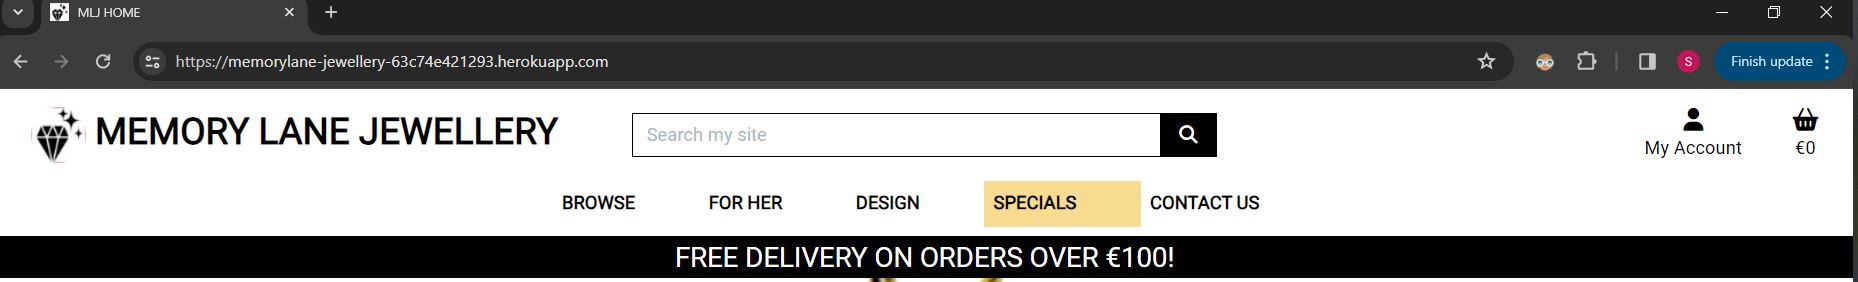 MLJ HOME
https://memorylane-jewellery-63c74e421293.herokuapp.com
S
Finish update
MEMORY LANE JEWELLERY
Search my site
My Account
€0
BROWSE
FOR HER
DESIGN
SPECIALS
CONTACT US
FREE DELIVERY ON ORDERS OVER €100!